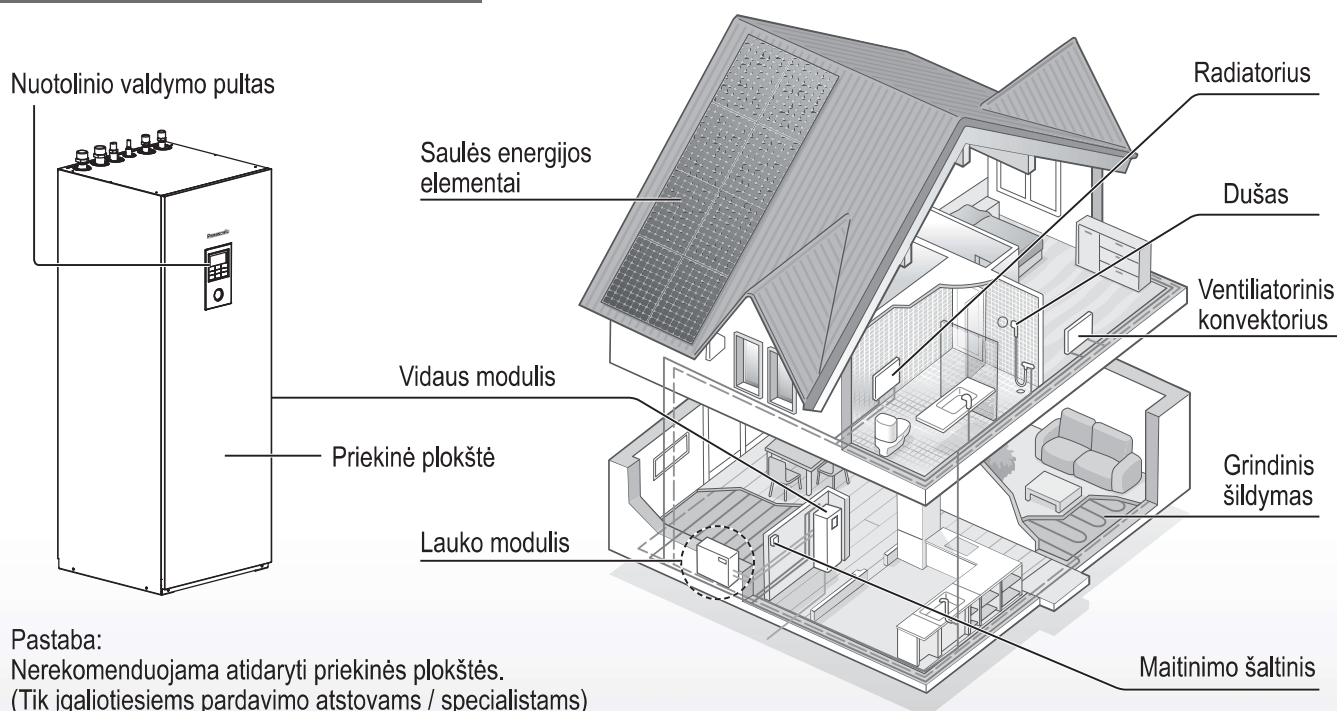 Nuotolinio valdymo pultas
Panasonic
Saulės energijos
elementai
Radiatorius
Dušas
Ventiliatorinis
konvektorius
Vidaus modulis
Priekinė plokštė
Lauko modulis
Grindinis
šildymas
Maitinimo šaltinis
Pastaba:
Nerekomenduojama atidaryti priekinės plokštės.
(Tik įgaliotiesiems pardavimo atstovams / specialistams)